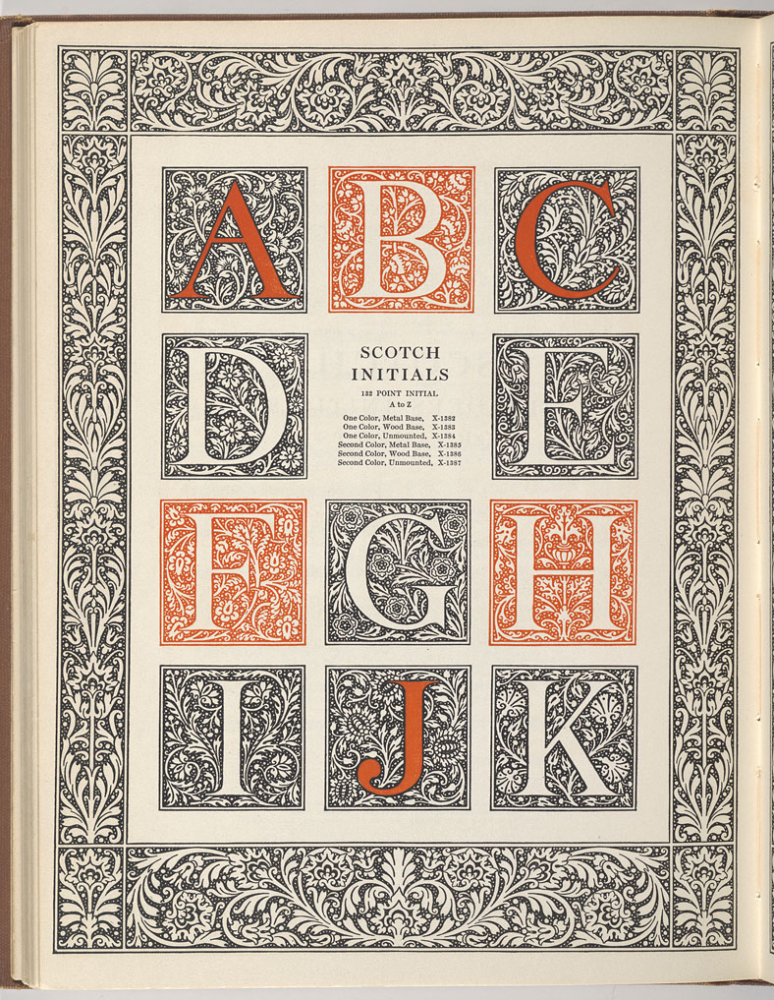 A B C
D
SCOTCH
INITIALS
132 POINT INITIAL
A to Z
One Color, Metal Base, X-1382
One Color, Wood Base, X-1383
One Color, Unmounted, X-1384
Second Color, Metal Base, X-1385
Second Color, Wood Base, X-1386
Second Color, Unmounted, X-1387
E
F G H
I J K